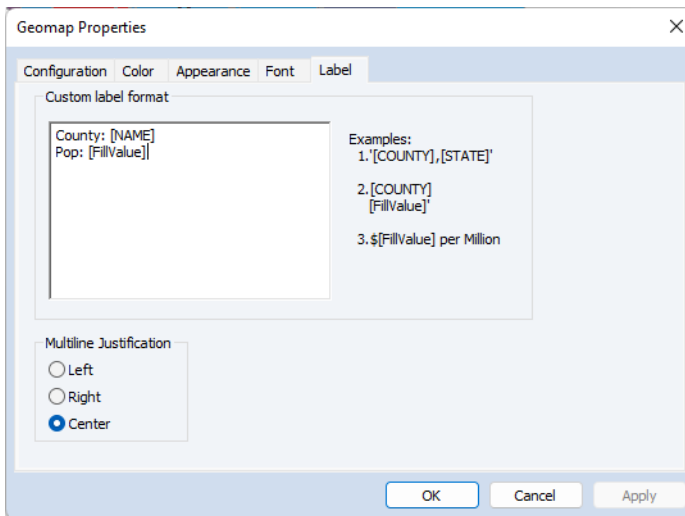 Geomap Properties
Configuration Color Appearance Font Label
Custom label format
County: [NAME]
Pop: [FillValue]
Examples:
1.'[COUNTY],[STATE]'
2.[COUNTY]
[FillValue]'
3.$[FillValue] per Million
Multiline Justification
Left
Right
Center
OK Cancel Apply